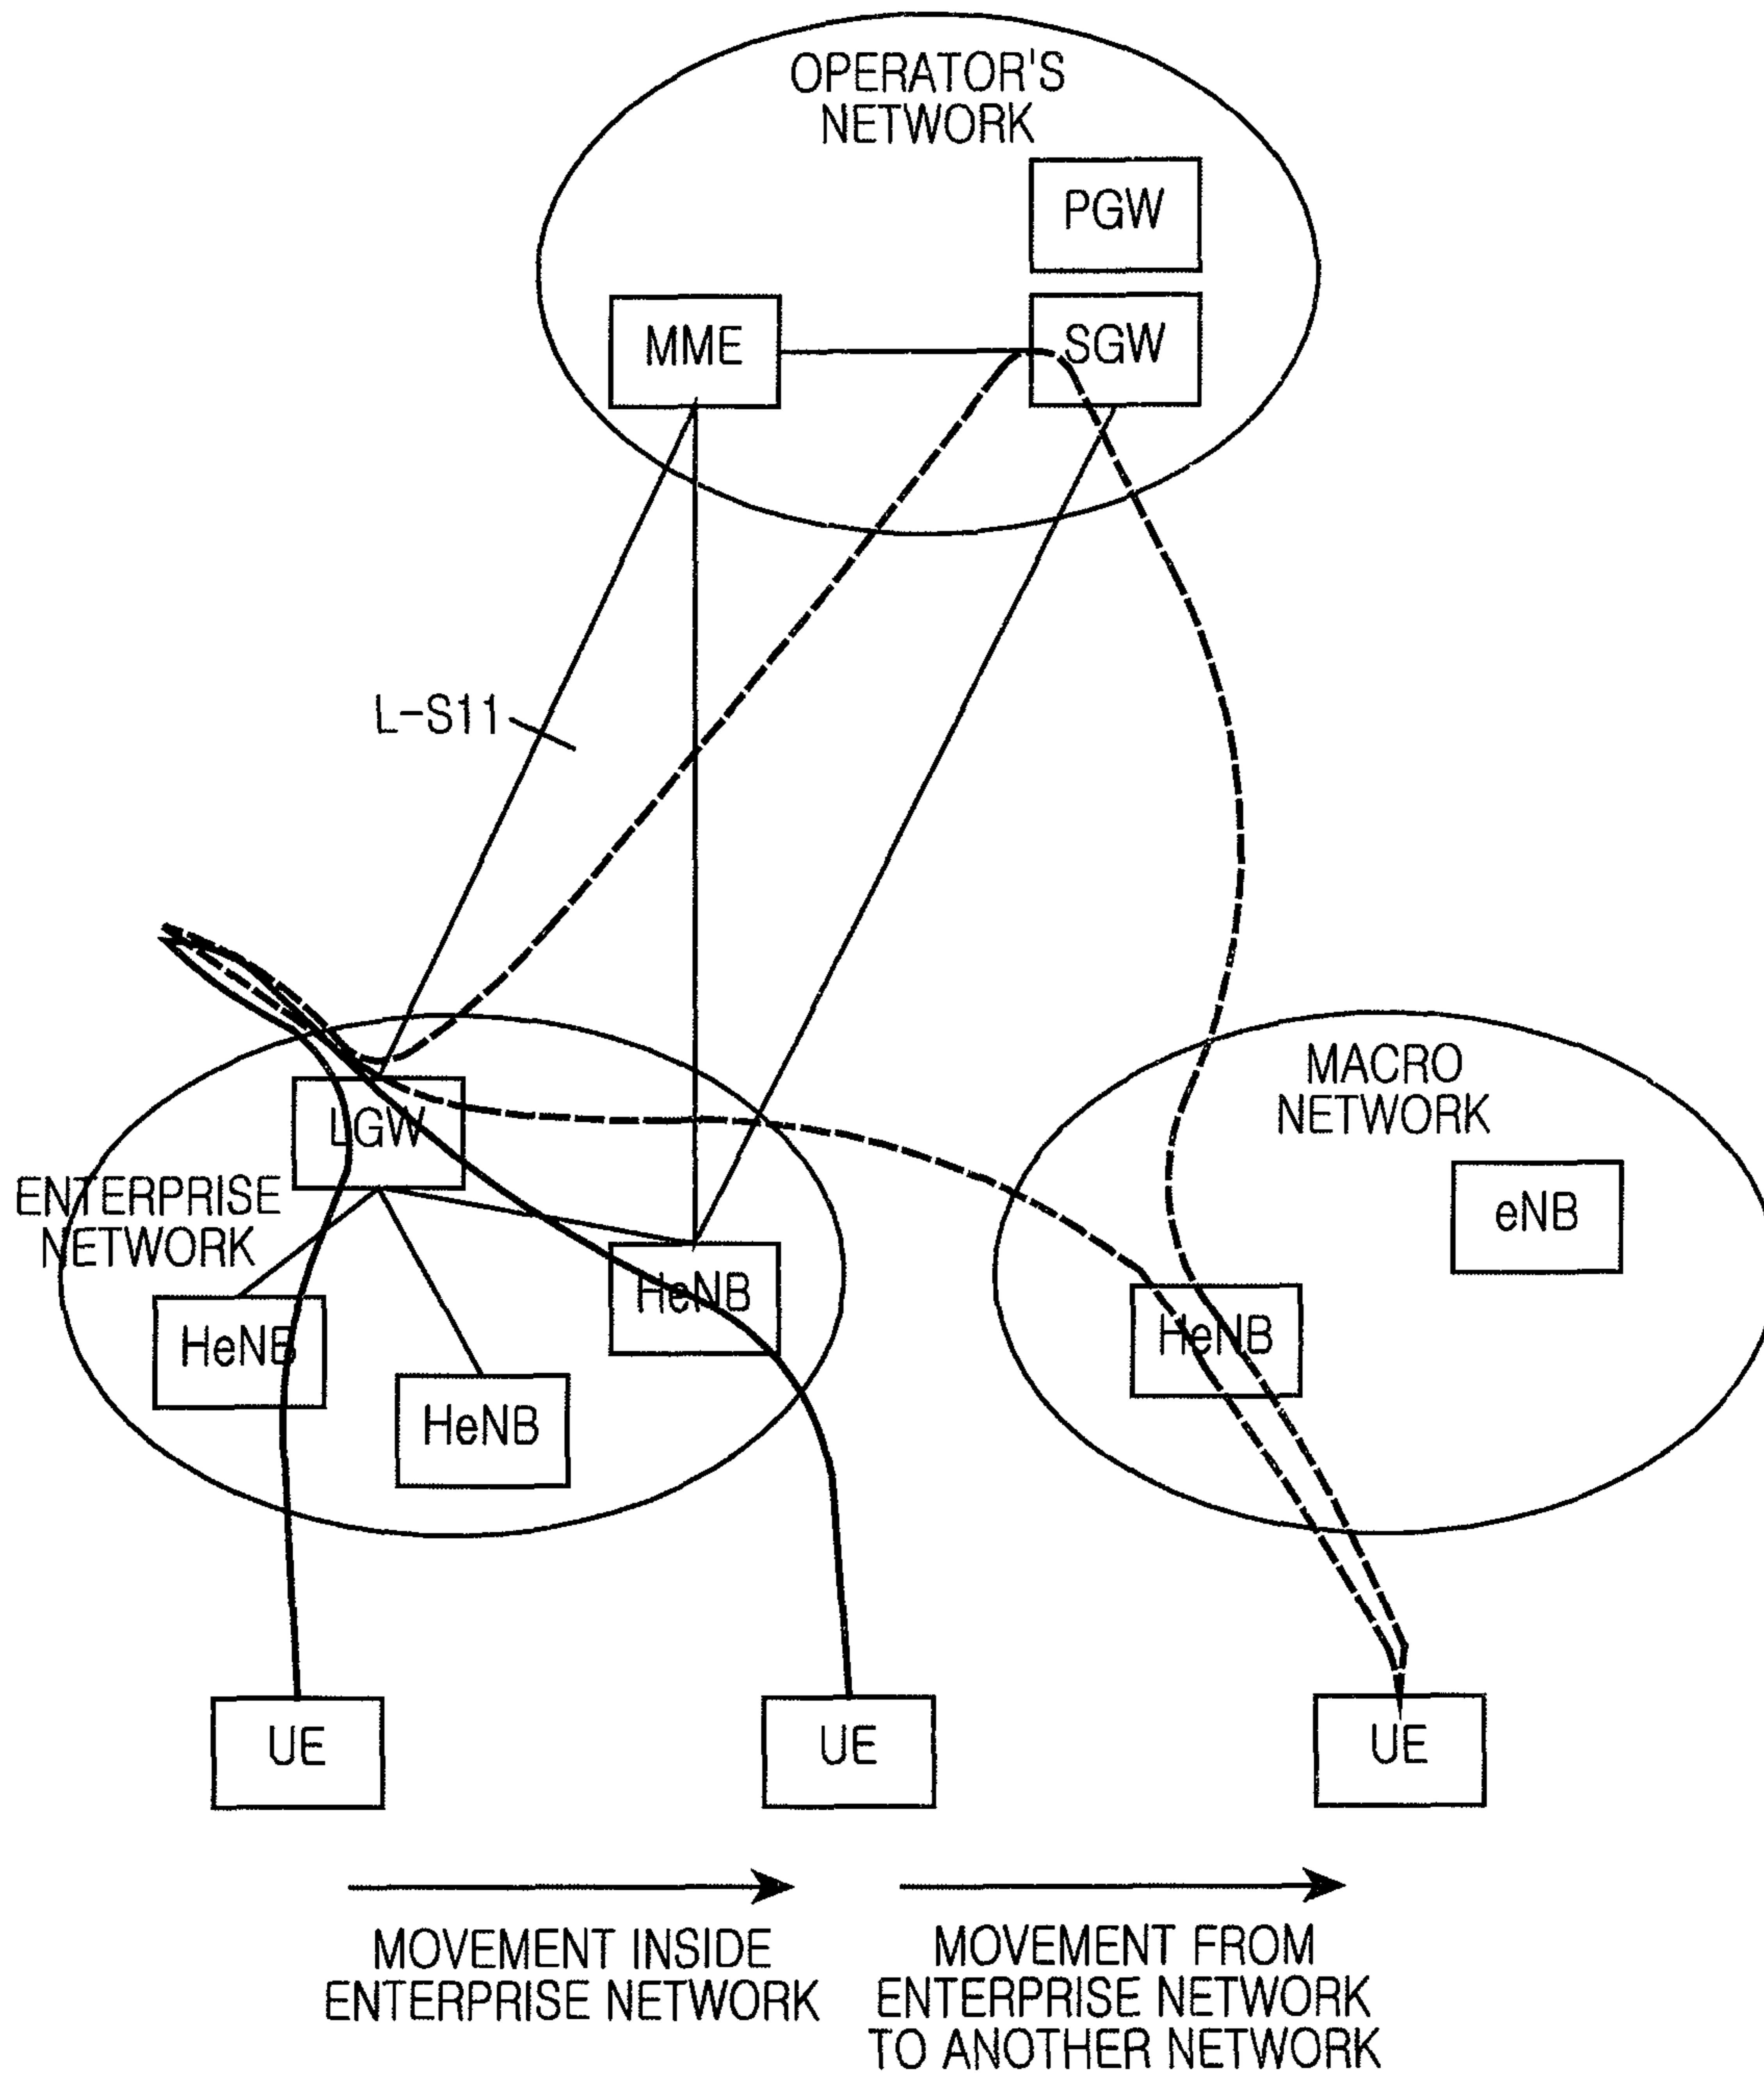 OPERATOR'S
NETWORK
PGW
MME
SGW
L-S11
MACRO
NETWORK
LGW
ENTERPRISE
NETWORK
eNB
HeNB
HeNB
HeNB
HeNB
UE
UE
UE
MOVEMENT INSIDE
ENTERPRISE NETWORK
MOVEMENT FROM
ENTERPRISE NETWORK
TO ANOTHER NETWORK